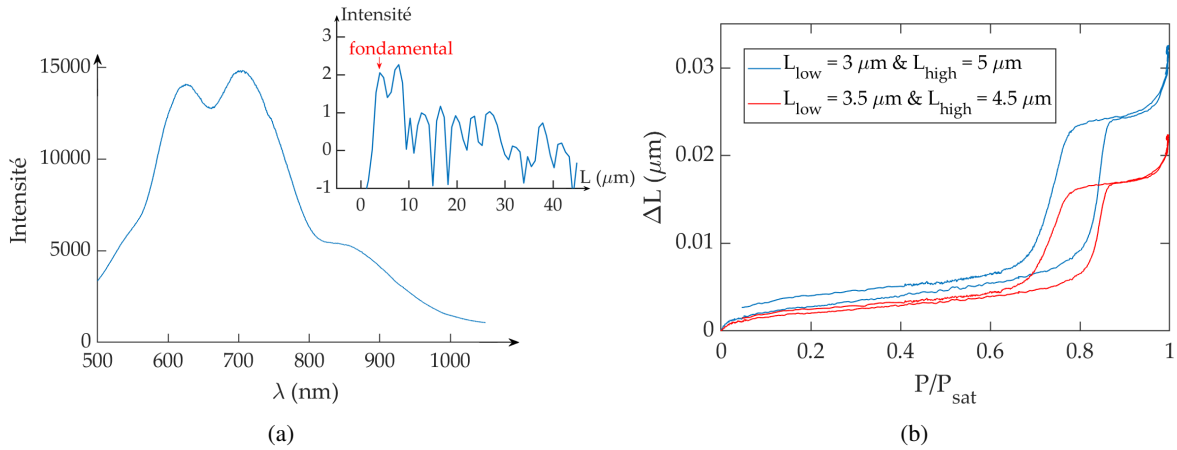 Intensité
15000
10000
5000
0
500
600
700
800
900
1000
λ (nm)
Intensité
fondamental
3
2
1
0
-1
0
10
20
30
40
L (μm)
(a)
ΔL (μm)
0.03
0.02
0.01
0
L_low = 3 μm & L_high = 5 μm
L_low = 3.5 μm & L_high = 4.5 μm
0
0.2
0.4
0.6
0.8
1
P/P_sat
(b)